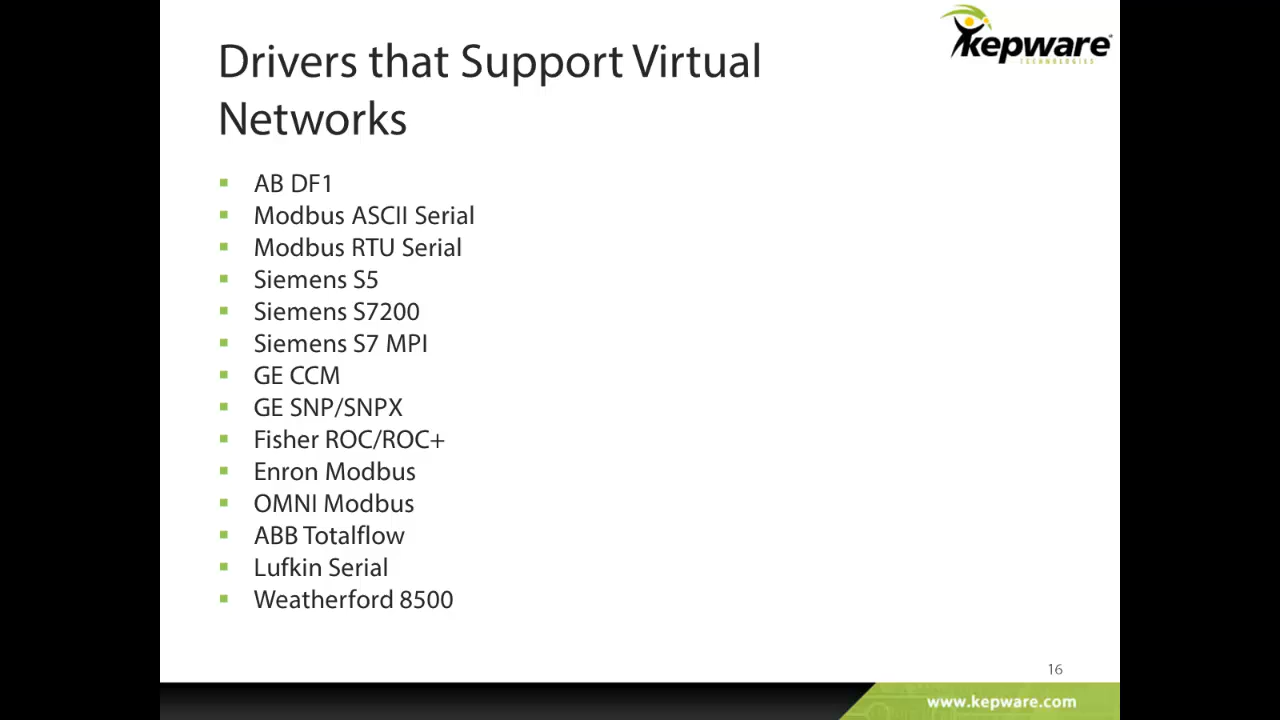 kepware
TECHNOLOGIES
Drivers that Support Virtual
Networks
AB DF1
Modbus ASCII Serial
Modbus RTU Serial
Siemens S5
Siemens S7200
Siemens S7 MPI
GE CCM
GE SNP/SNPX
Fisher ROC/ROC+
Enron Modbus
OMNI Modbus
ABB Totalflow
Lufkin Serial
Weatherford 8500
16
www.kepware.com